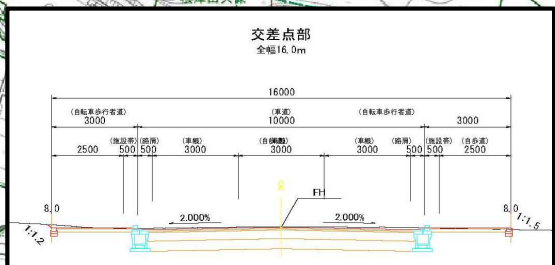 交差点部
全幅16.0m
16000
(自転車歩行者道) (車道) (自転車歩行者道)
3000 10000 3000
(施設帯) (路肩) (車線) (車線) (路肩) (施設帯) (自歩道)
2500 500 500 3000 3000 3000 500 500 2500
FH
8.0 2.000% 2.000% 8.0
1:1.2 1:1.5